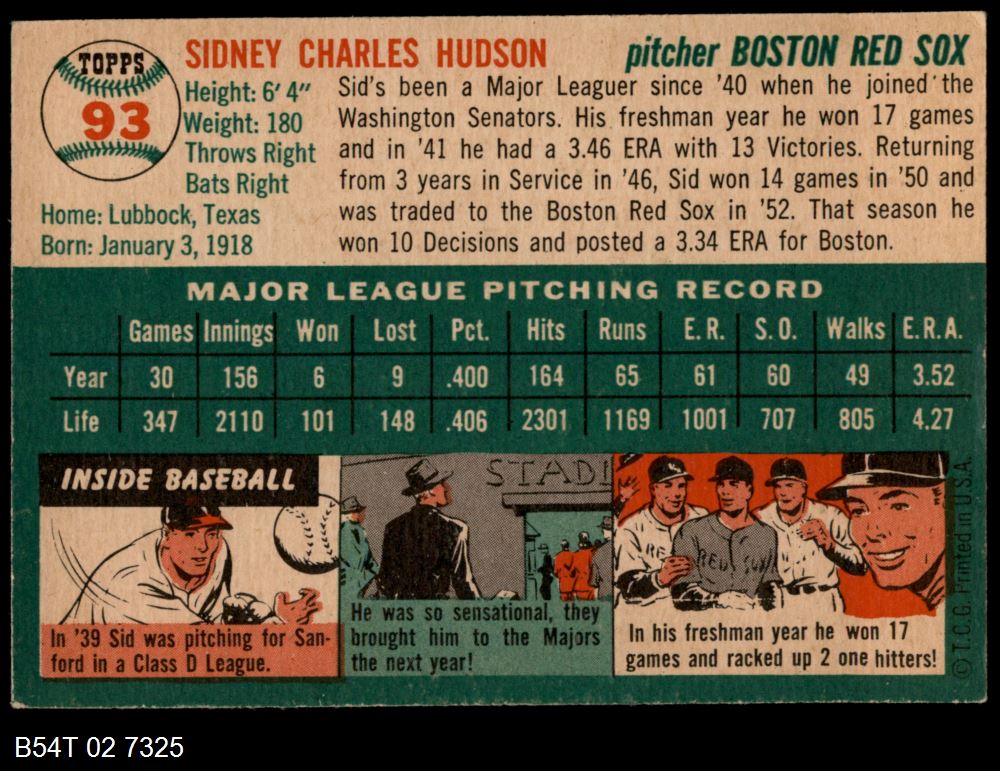 TOPPS
93
SIDNEY CHARLES HUDSON
pitcher BOSTON RED SOX
Height: 6' 4"
Weight: 180
Throws Right
Bats Right
Home: Lubbock, Texas
Born: January 3, 1918
Sid's been a Major Leaguer since '40 when he joined the
Washington Senators. His freshman year he won 17 games
and in '41 he had a 3.46 ERA with 13 Victories. Returning
from 3 years in Service in '46, Sid won 14 games in '50 and
was traded to the Boston Red Sox in '52. That season he
won 10 Decisions and posted a 3.34 ERA for Boston.
MAJOR LEAGUE PITCHING RECORD
Games Innings Won Lost Pct. Hits Runs E.R. S.O. Walks E.R.A.
Year 30 156 6 9 .400 164 65 61 60 49 3.52
Life 347 2110 101 148 .406 2301 1169 1001 707 805 4.27
INSIDE BASEBALL
In '39 Sid was pitching for San-
ford in a Class D League.
STADI
He was so sensational, they
brought him to the Majors
the next year!
RE
RED SOX
In his freshman year he won 17
games and racked up 2 one hitters!
© T.C.G. Printed in U.S.A.
B54T 02 7325